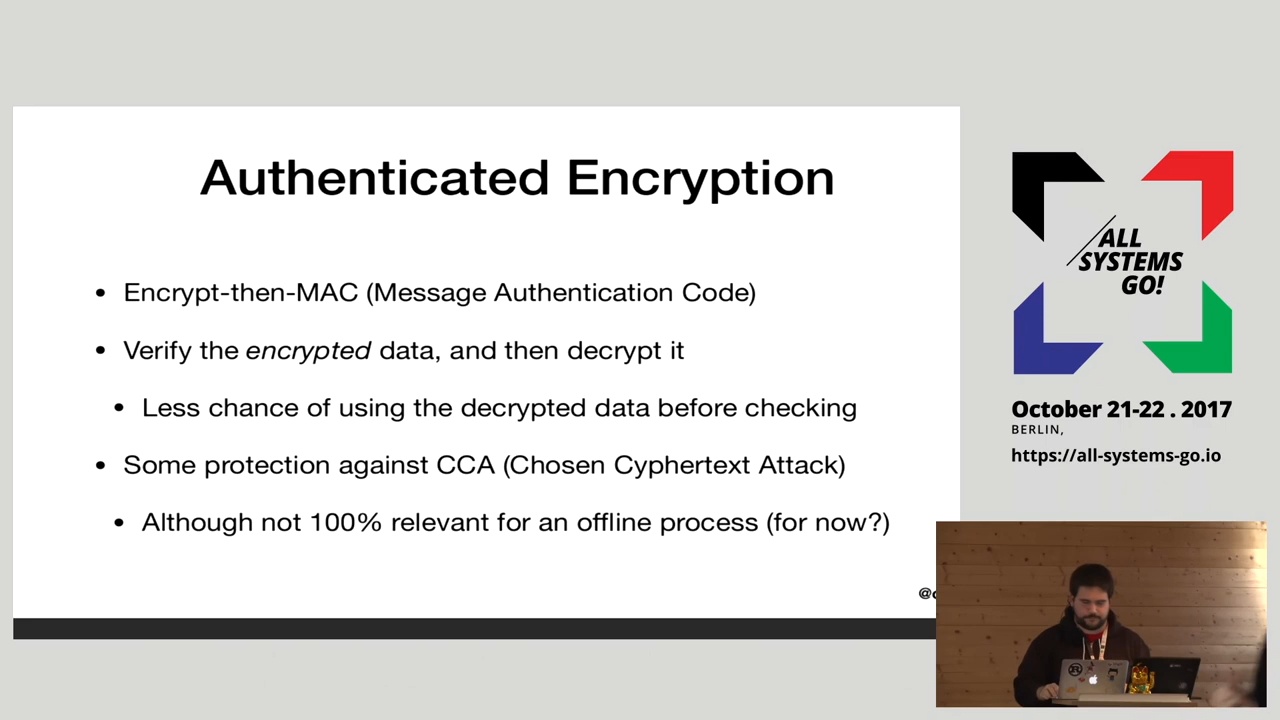 Authenticated Encryption
• Encrypt-then-MAC (Message Authentication Code)
• Verify the encrypted data, and then decrypt it
• Less chance of using the decrypted data before checking
• Some protection against CCA (Chosen Cyphertext Attack)
• Although not 100% relevant for an offline process (for now?)
ALL
SYSTEMS
GO!
October 21-22 . 2017
BERLIN,
https://all-systems-go.io